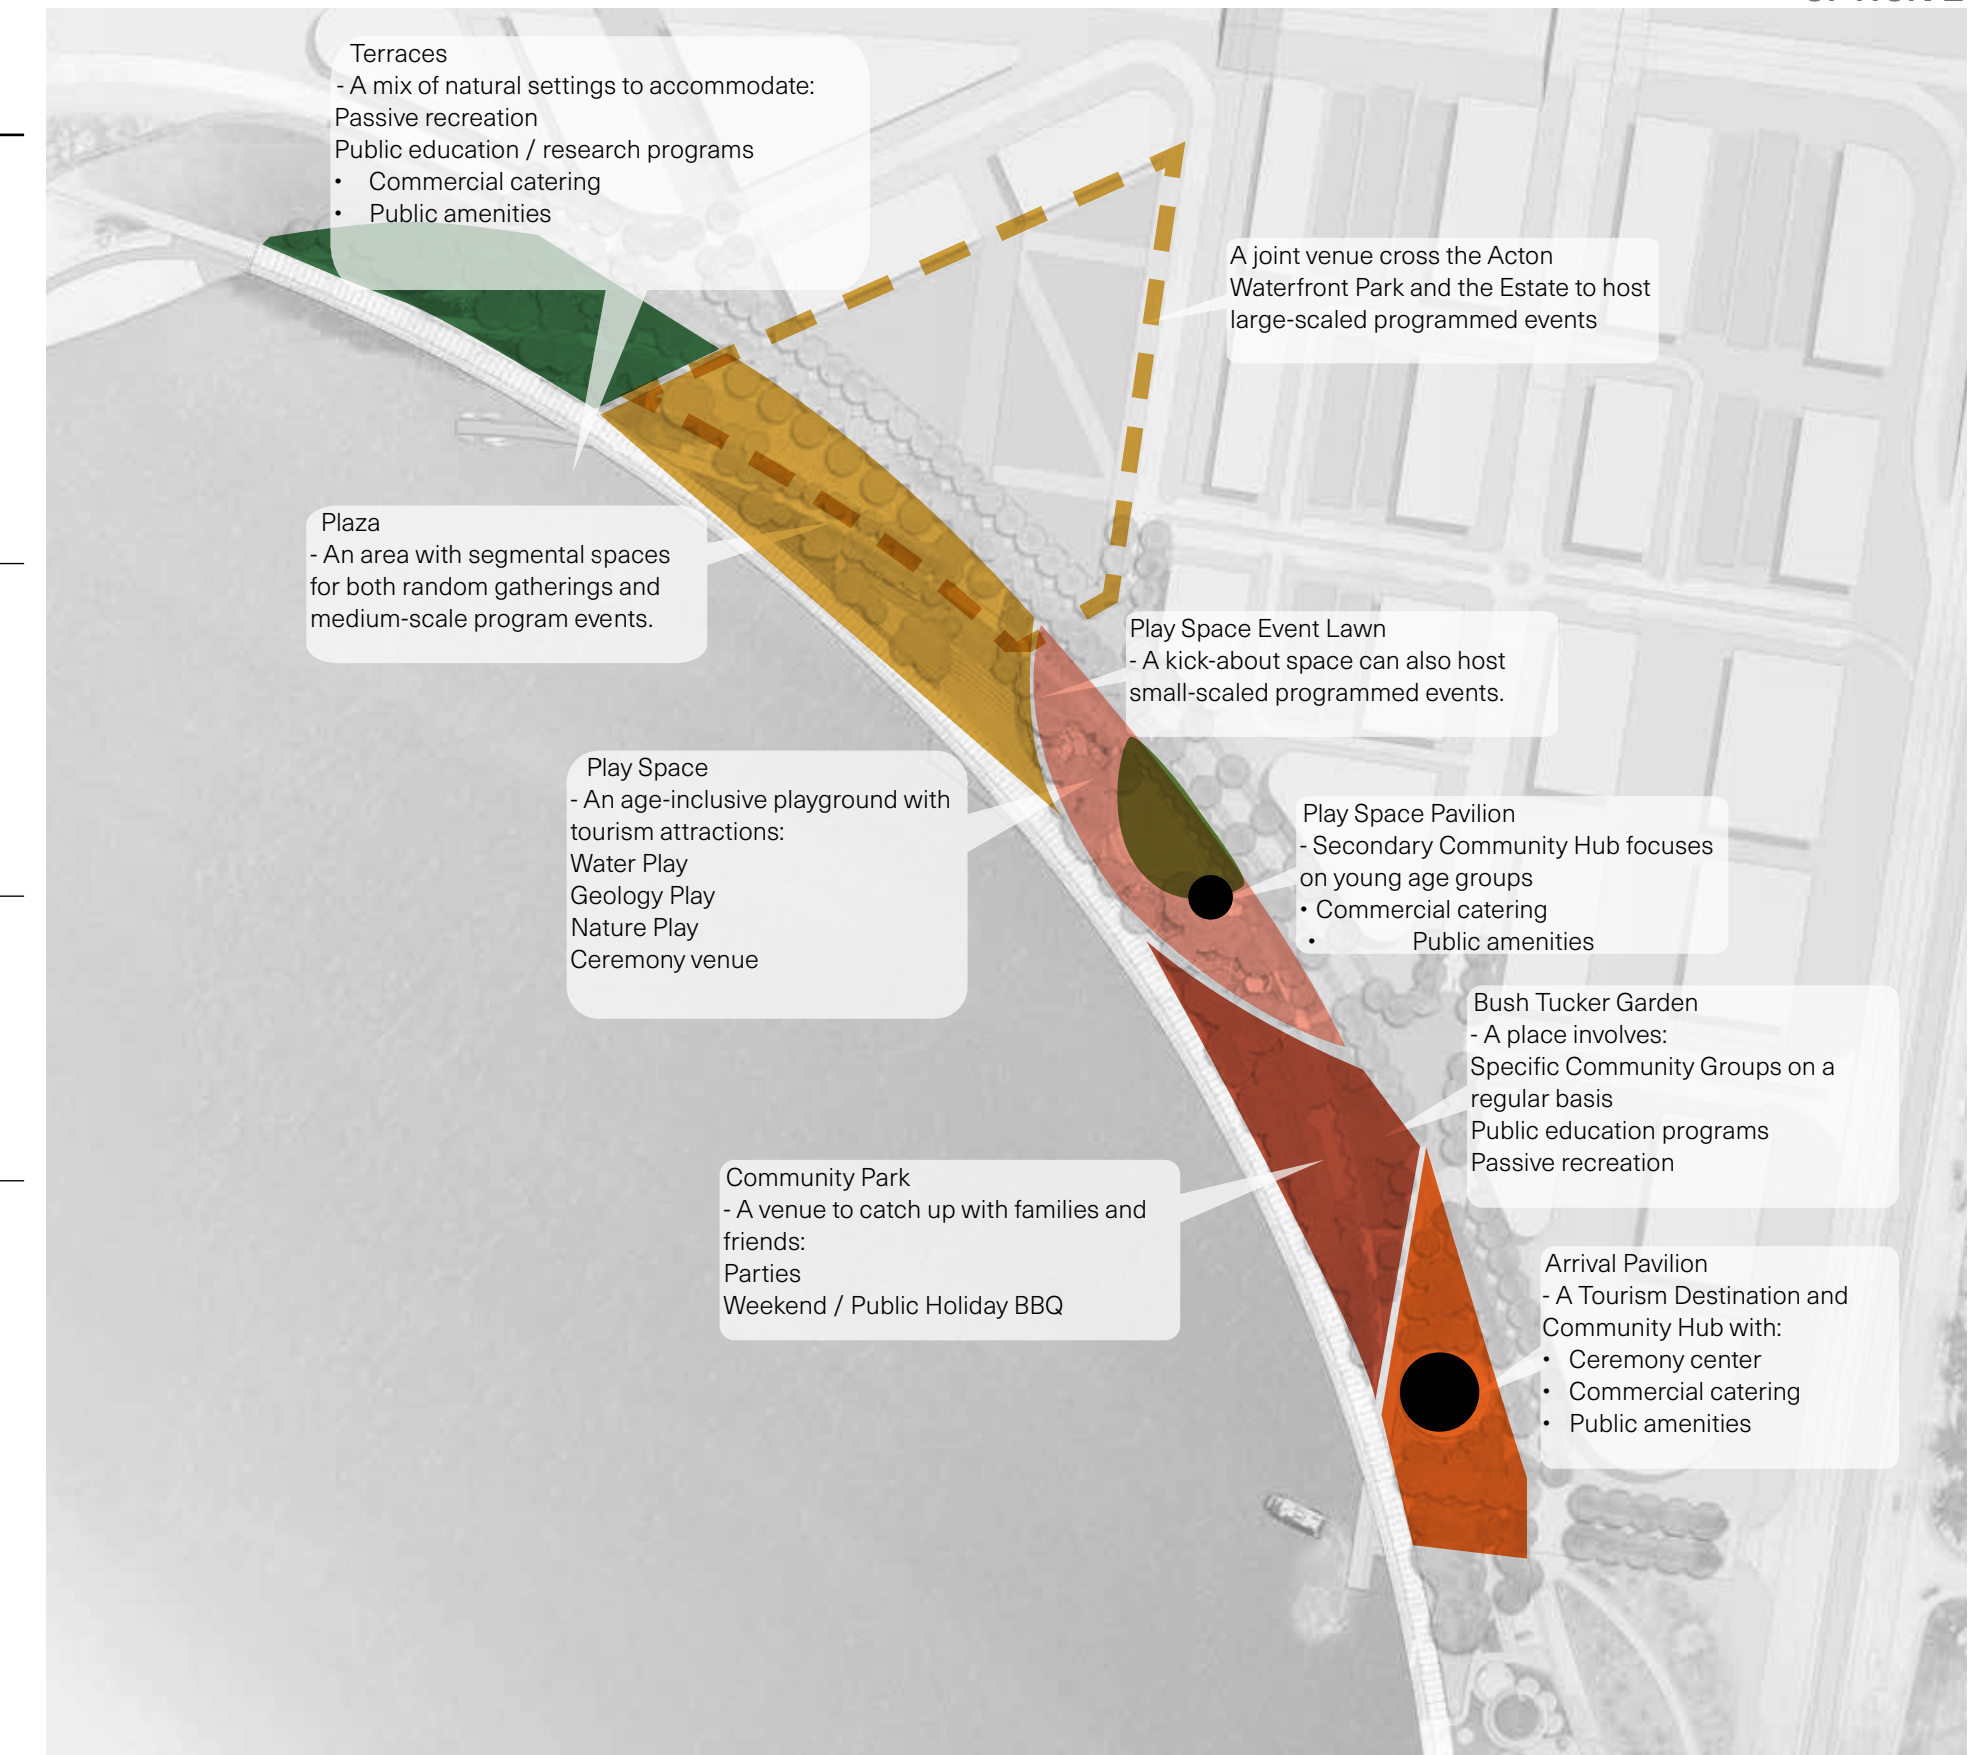 Terraces
- A mix of natural settings to accommodate:
Passive recreation
Public education / research programs
• Commercial catering
• Public amenities
A joint venue cross the Acton
Waterfront Park and the Estate to host
large-scaled programmed events
Plaza
- An area with segmental spaces
for both random gatherings and
medium-scale program events.
Play Space Event Lawn
- A kick-about space can also host
small-scaled programmed events.
Play Space
- An age-inclusive playground with
tourism attractions:
Water Play
Geology Play
Nature Play
Ceremony venue
Play Space Pavilion
- Secondary Community Hub focuses
on young age groups
• Commercial catering
• Public amenities
Bush Tucker Garden
- A place involves:
Specific Community Groups on a
regular basis
Public education programs
Passive recreation
Community Park
- A venue to catch up with families and
friends:
Parties
Weekend / Public Holiday BBQ
Arrival Pavilion
- A Tourism Destination and
Community Hub with:
• Ceremony center
• Commercial catering
• Public amenities